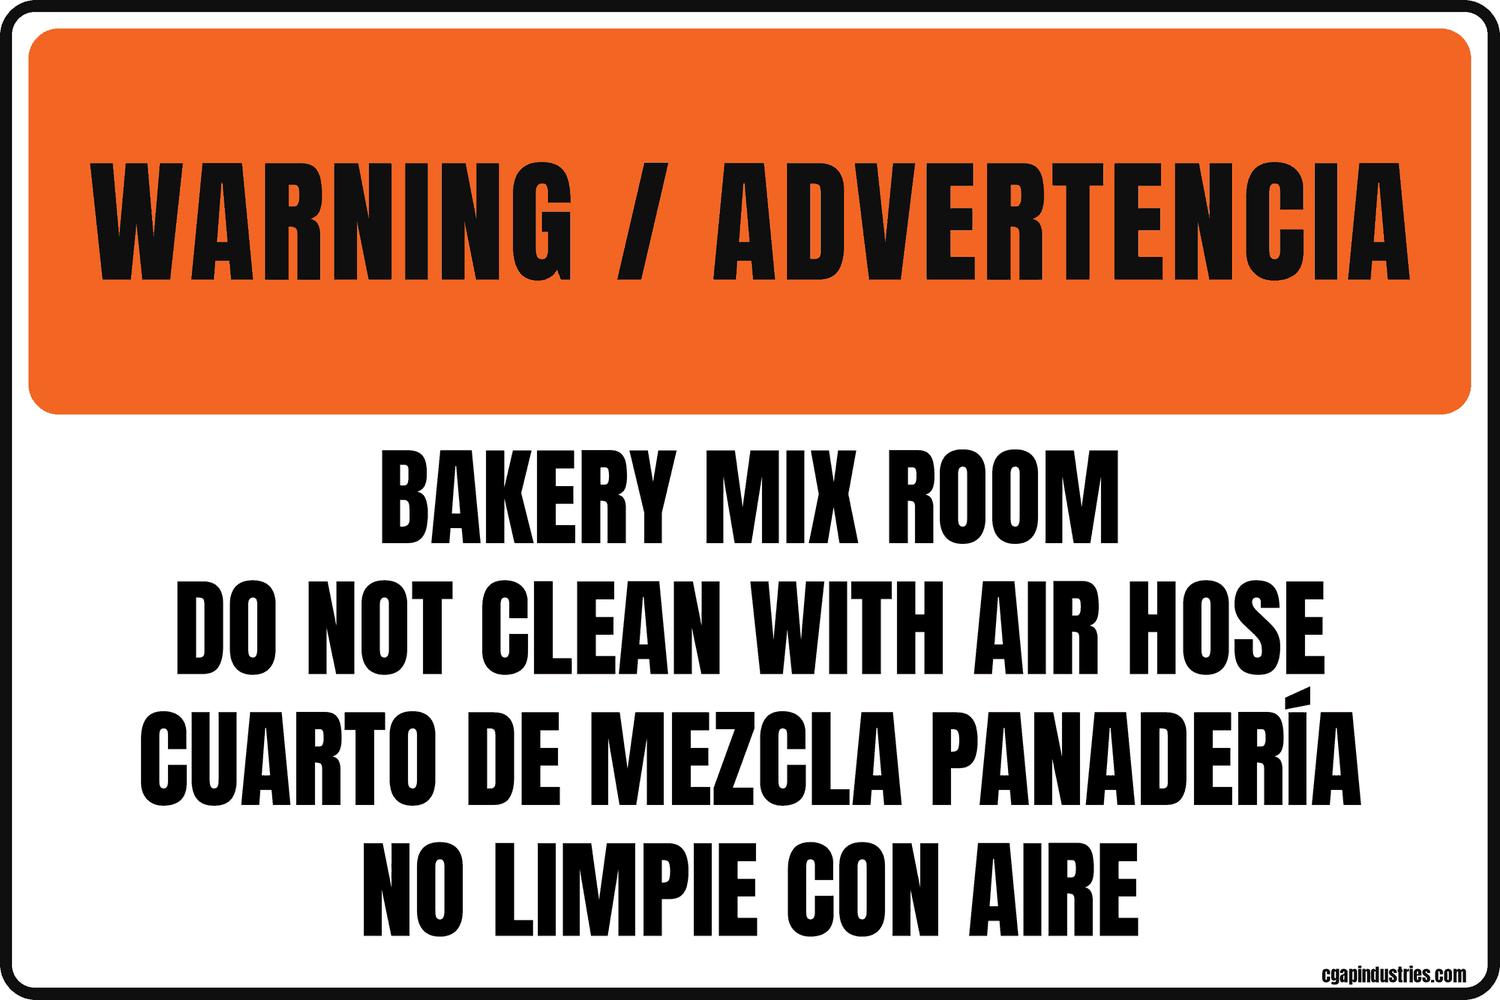 WARNING / ADVERTENCIA
BAKERY MIX ROOM
DO NOT CLEAN WITH AIR HOSE
CUARTO DE MEZCLA PANADERÍA
NO LIMPIE CON AIRE
cgapindustries.com